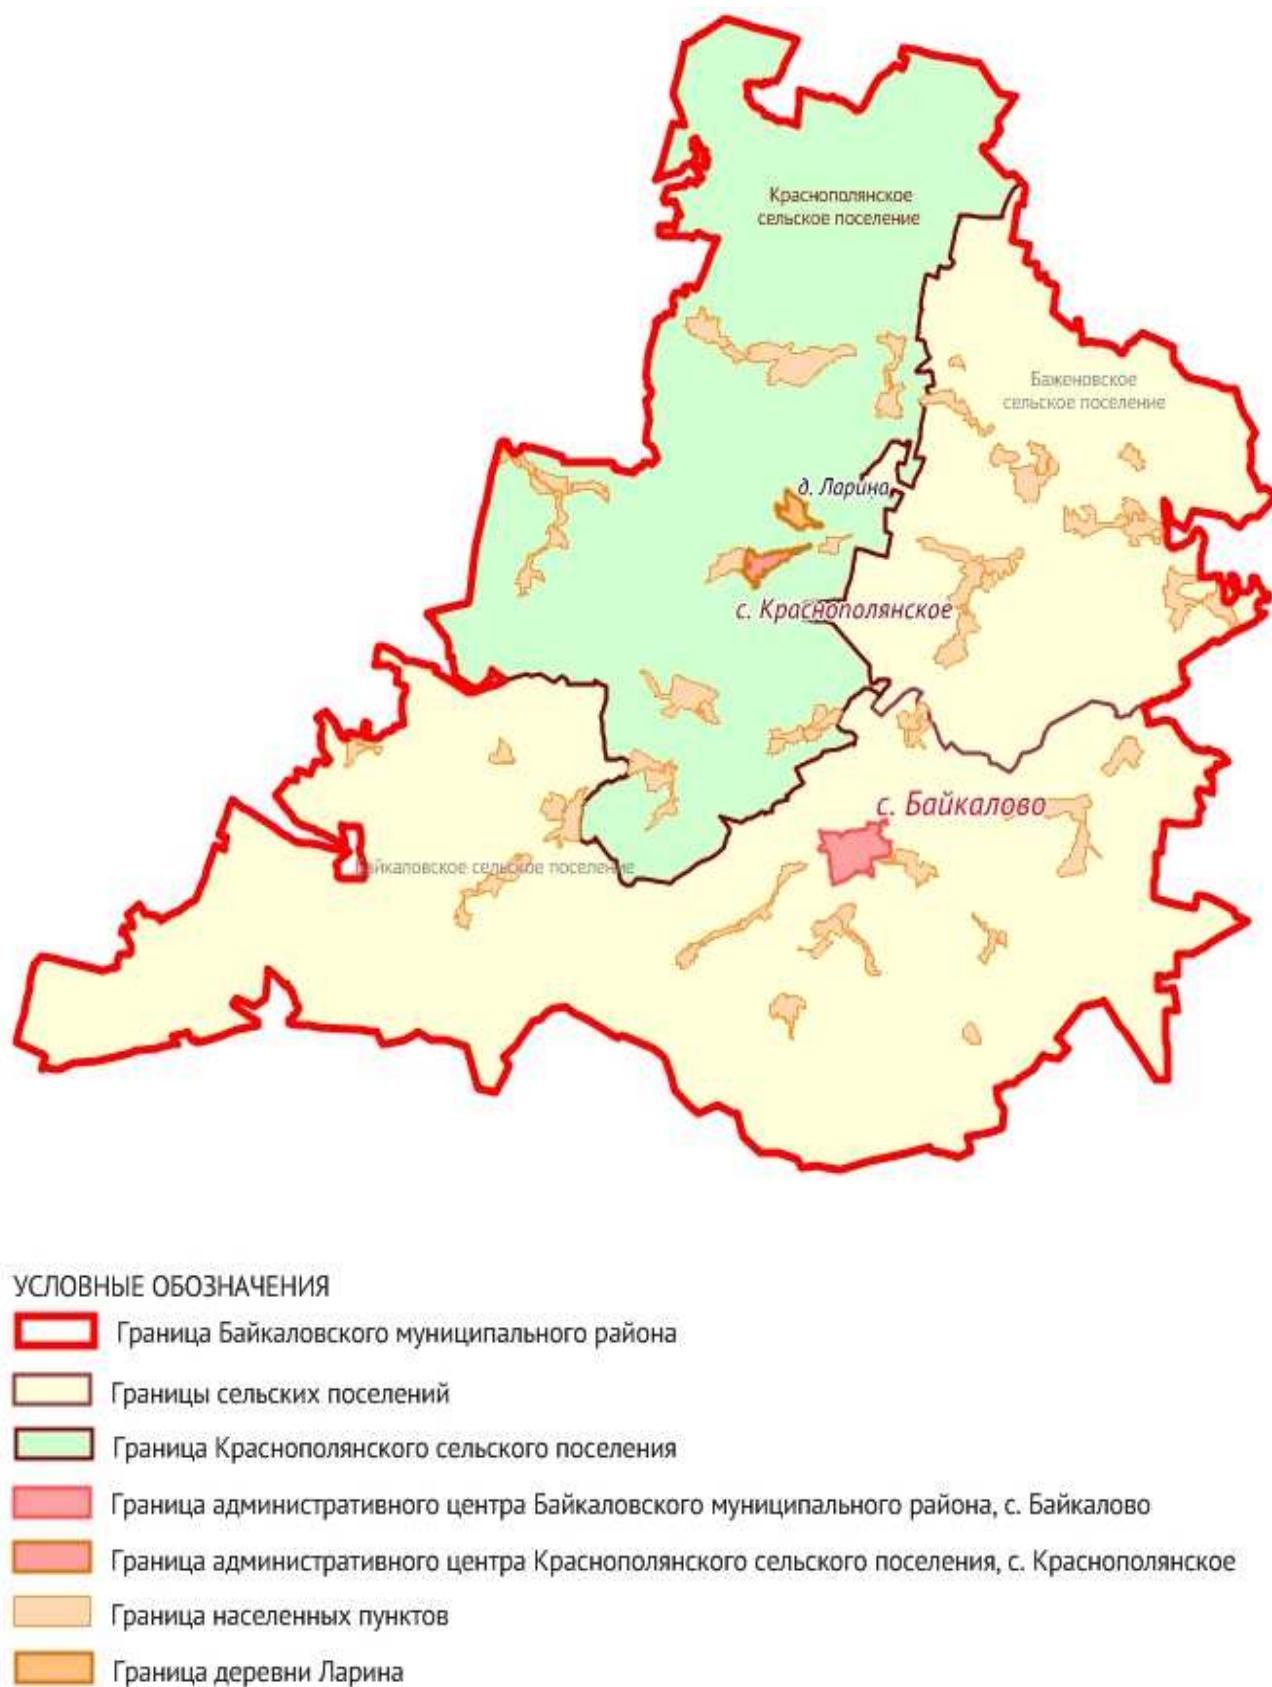 Краснополянское
сельское поселение
Баженовское
сельское поселение
д. Ларина
с. Краснополянское
с. Байкалово
Байкаловское сельское поселение
УСЛОВНЫЕ ОБОЗНАЧЕНИЯ
Граница Байкаловского муниципального района
Границы сельских поселений
Граница Краснополянского сельского поселения
Граница административного центра Байкаловского муниципального района, с. Байкалово
Граница административного центра Краснополянского сельского поселения, с. Краснополянское
Граница населенных пунктов
Граница деревни Ларина